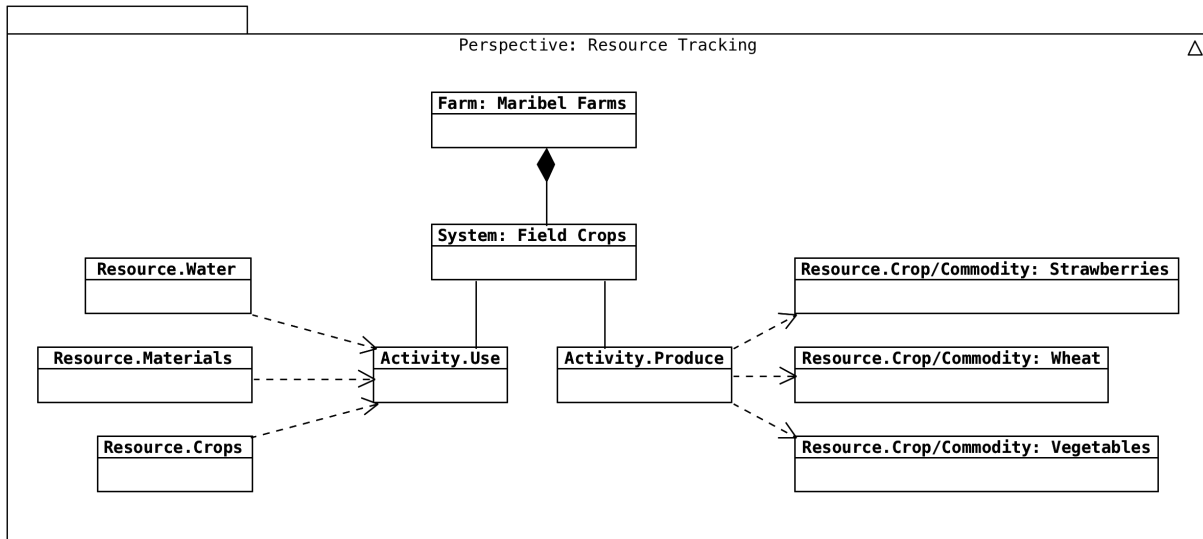 Perspective: Resource Tracking
Farm: Maribel Farms
System: Field Crops
Resource.Water
Resource.Crop/Commodity: Strawberries
Resource.Materials
Activity.Use
Activity.Produce
Resource.Crop/Commodity: Wheat
Resource.Crops
Resource.Crop/Commodity: Vegetables